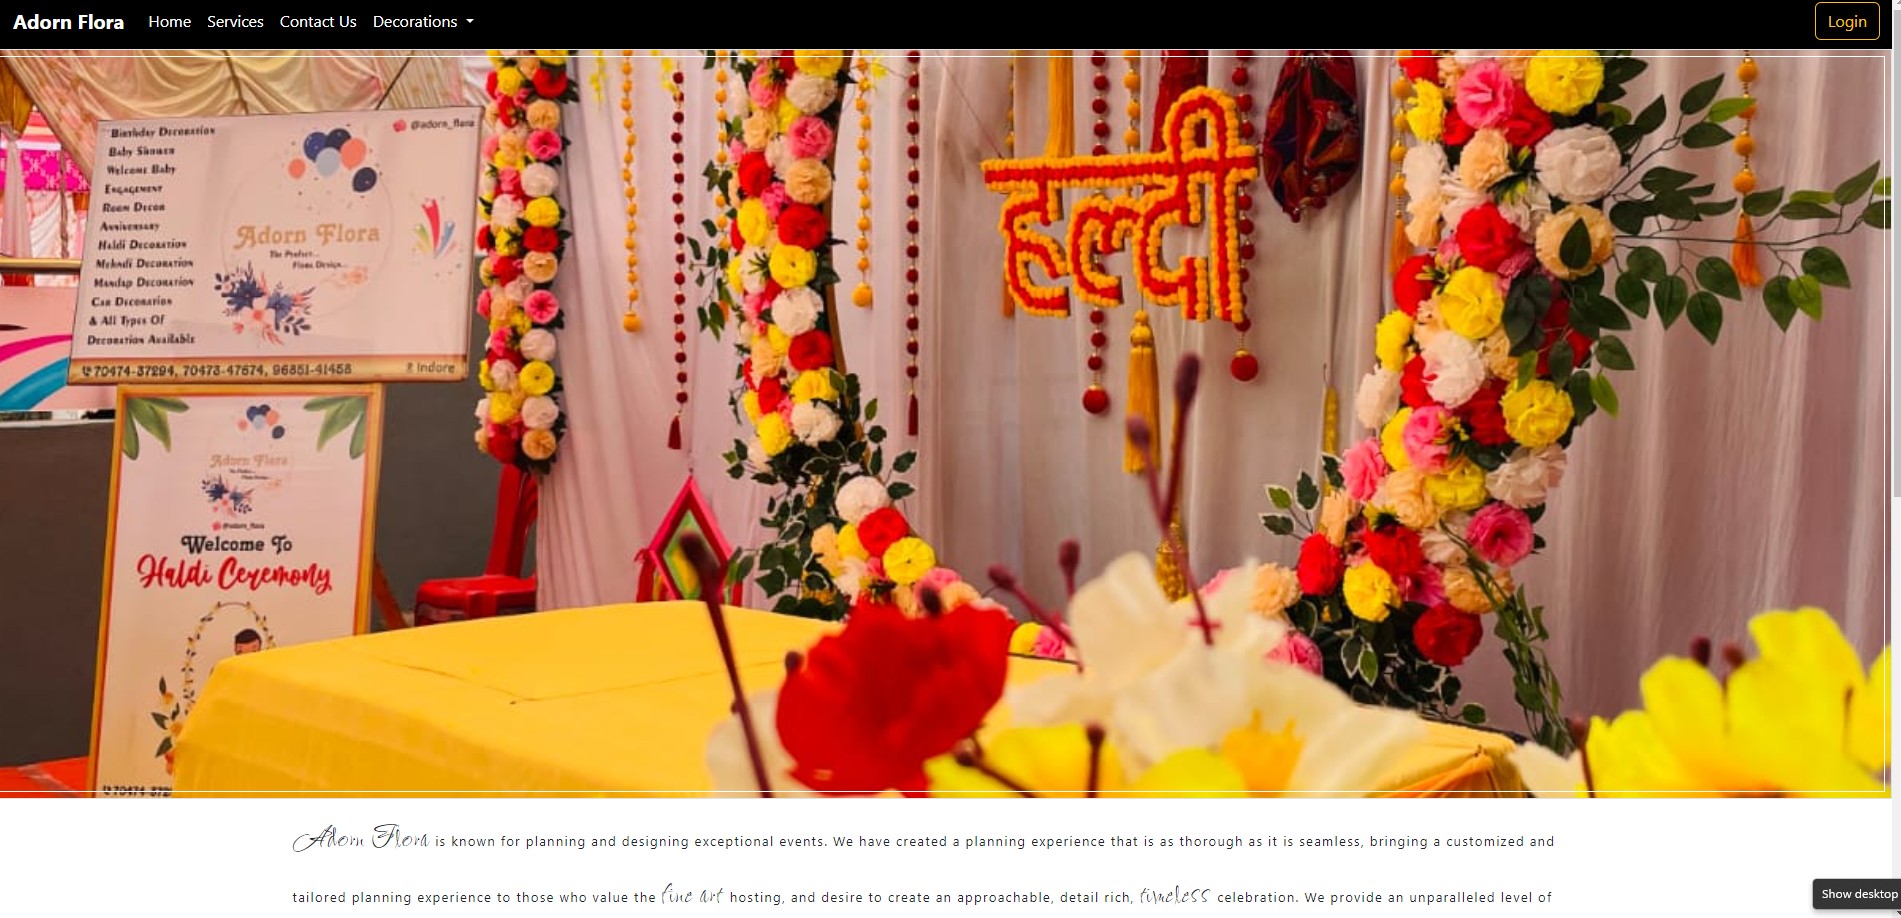 Adorn Flora Home Services Contact Us Decorations Login
Birthday Decoration
Baby Shower
Welcome Baby
Engagement
Room Decor
Anniversary
Haldi Decoration
Mehndi Decoration
Mandap Decoration
Car Decoration
& All Types Of
Decoration Available
@adorn_flara
Adorn Flora
The Perfect...
Floral Design...
70474-37294, 70473-47674, 96851-41458 Indore
हल्दी
Adorn Flora
Welcome To
Haldi Ceremony
Adorn Flora is known for planning and designing exceptional events. We have created a planning experience that is as thorough as it is seamless, bringing a customized and
tailored planning experience to those who value the fine art hosting, and desire to create an approachable, detail rich, timeless celebration. We provide an unparalleled level of
Show desktop